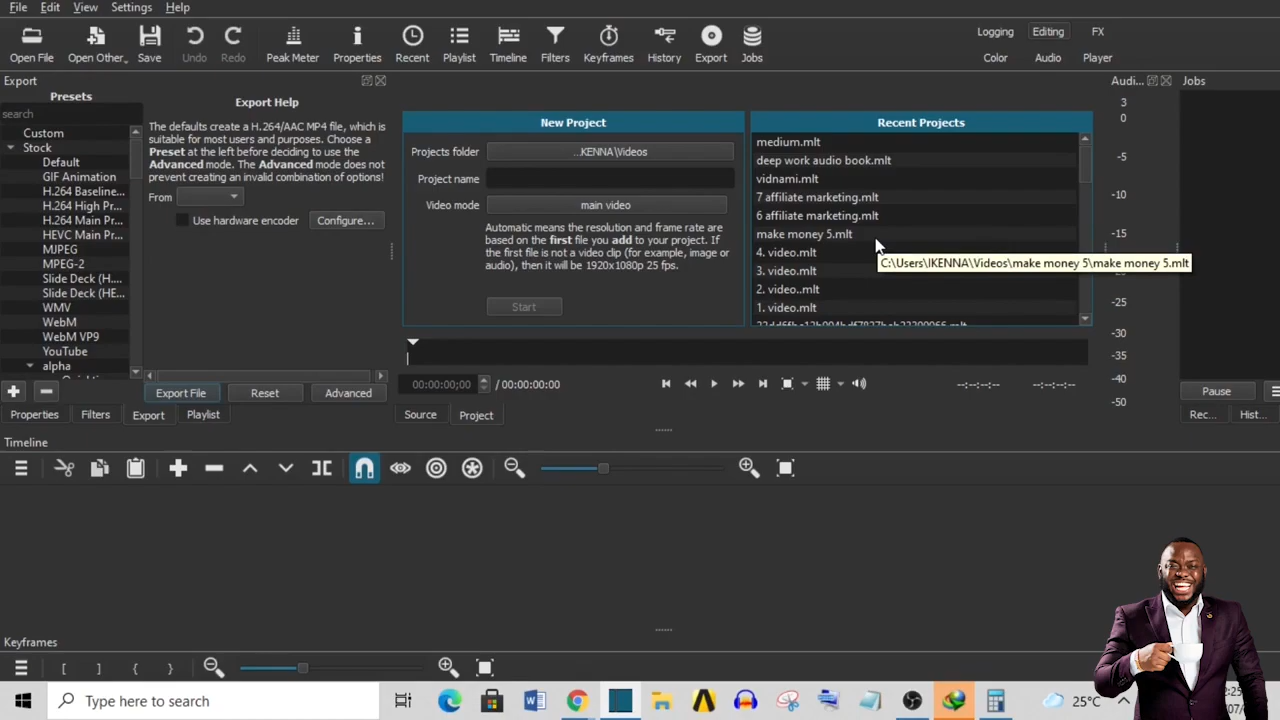 File Edit View Settings Help
Open File Open Other Save Undo Redo Peak Meter Properties Recent Playlist Timeline Filters Keyframes History Export Jobs
Logging Editing FX
Color Audio Player
Export
Presets
search
Custom
Stock
Default
GIF Animation
H.264 Baseline...
H.264 High Pr...
H.264 Main Pr...
HEVC Main Pr...
MJPEG
MPEG-2
Slide Deck (H...
Slide Deck (HE...
WMV
WebM
WebM VP9
YouTube
alpha
Export Help
The defaults create a H.264/AAC MP4 file, which is
suitable for most users and purposes. Choose a
Preset at the left before deciding to use the
Advanced mode. The Advanced mode does not
prevent creating an invalid combination of options!
From
Use hardware encoder Configure...
Export File Reset Advanced
Properties Filters Export Playlist
New Project
Projects folder ...KENNA\Videos
Project name
Video mode main video
Automatic means the resolution and frame rate are
based on the first file you add to your project. If
the first file is not a video clip (for example, image
or audio), then it will be 1920x1080p 25 fps.
Start
Recent Projects
medium.mlt
deep work audio book.mlt
vidnami.mlt
7 affiliate marketing.mlt
6 affiliate marketing.mlt
make money 5.mlt
4. video.mlt
C:\Users\IKENNA\Videos\make money 5\make money 5.mlt
3. video.mlt
2. video..mlt
1. video.mlt
00:00:00;00 / 00:00:00:00
--:--:--:-- --:--:--:--
Source Project
Audi...
3
0
-5
-10
-15
-25
-30
-35
-40
-50
Jobs
Pause
Rec... Hist...
Timeline
Keyframes
[ ] { }
Type here to search
25°C